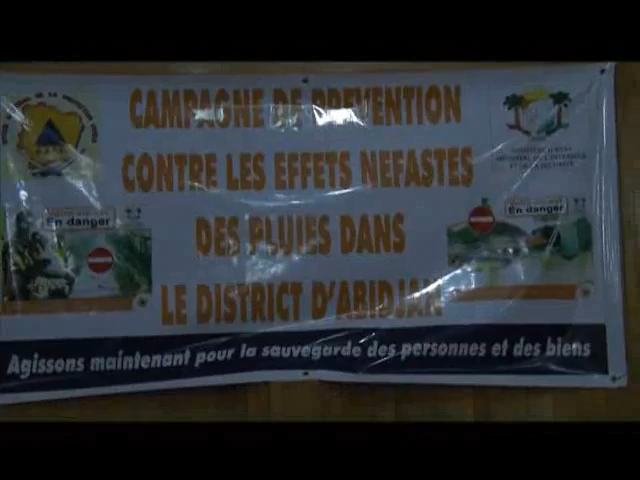 CAMPAGNE DE PREVENTION
CONTRE LES EFFETS NEFASTES
DES PLUIES DANS
LE DISTRICT D'ABIDJAN
En danger
En danger
Agissons maintenant pour la sauvegarde des personnes et des biens